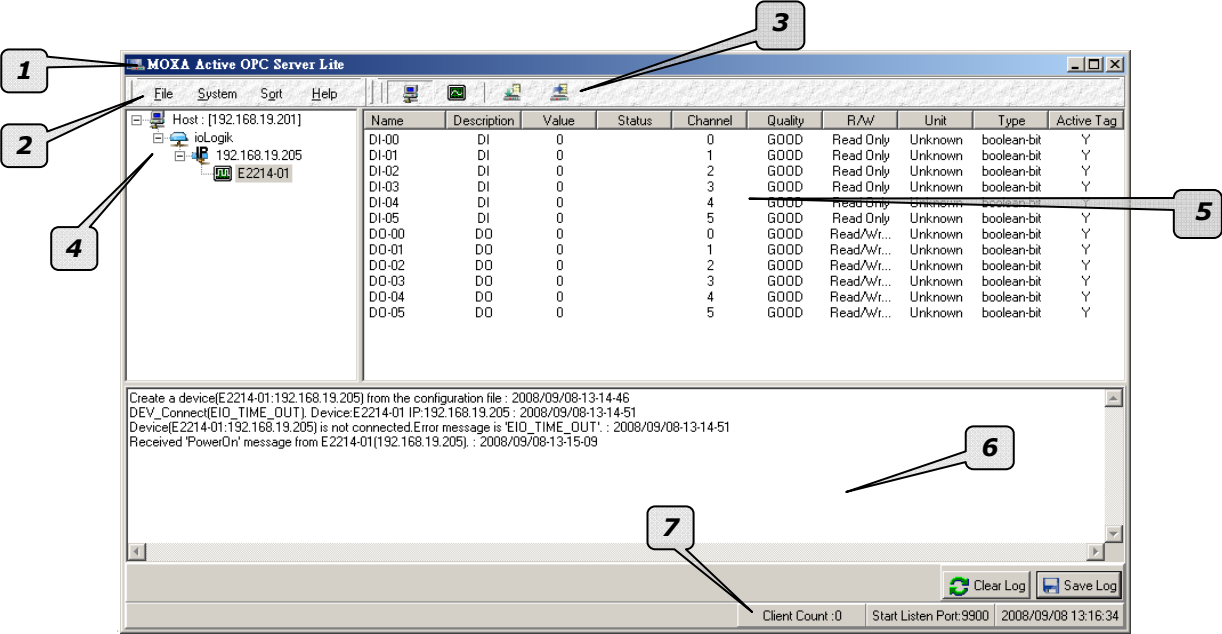 3
1
MOXA Active OPC Server Lite
File System Sort Help
2
Host : [192.168.19.201]
ioLogik
192.168.19.205
E2214-01
4
Name Description Value Status Channel Quality R/W Unit Type Active Tag
DI-00 DI 0 0 GOOD Read Only Unknown boolean-bit Y
DI-01 DI 0 1 GOOD Read Only Unknown boolean-bit Y
DI-02 DI 0 2 GOOD Read Only Unknown boolean-bit Y
DI-03 DI 0 3 GOOD Read Only Unknown boolean-bit Y
DI-04 DI 0 4 GOOD Read Only Unknown boolean-bit Y
DI-05 DI 0 5 GOOD Read Only Unknown boolean-bit Y
DO-00 DO 0 0 GOOD Read/Wr... Unknown boolean-bit Y
DO-01 DO 0 1 GOOD Read/Wr... Unknown boolean-bit Y
DO-02 DO 0 2 GOOD Read/Wr... Unknown boolean-bit Y
DO-03 DO 0 3 GOOD Read/Wr... Unknown boolean-bit Y
DO-04 DO 0 4 GOOD Read/Wr... Unknown boolean-bit Y
DO-05 DO 0 5 GOOD Read/Wr... Unknown boolean-bit Y
5
Create a device(E2214-01:192.168.19.205) from the configuration file : 2008/09/08-13-14-46
DEV_Connect(EIO_TIME_OUT). Device:E2214-01 IP:192.168.19.205 : 2008/09/08-13-14-51
Device(E2214-01:192.168.19.205) is not connected.Error message is 'EIO_TIME_OUT'. : 2008/09/08-13-14-51
Received 'PowerOn' message from E2214-01(192.168.19.205). : 2008/09/08-13-15-09
6
7
Clear Log Save Log
Client Count :0 Start Listen Port:9900 2008/09/08 13:16:34